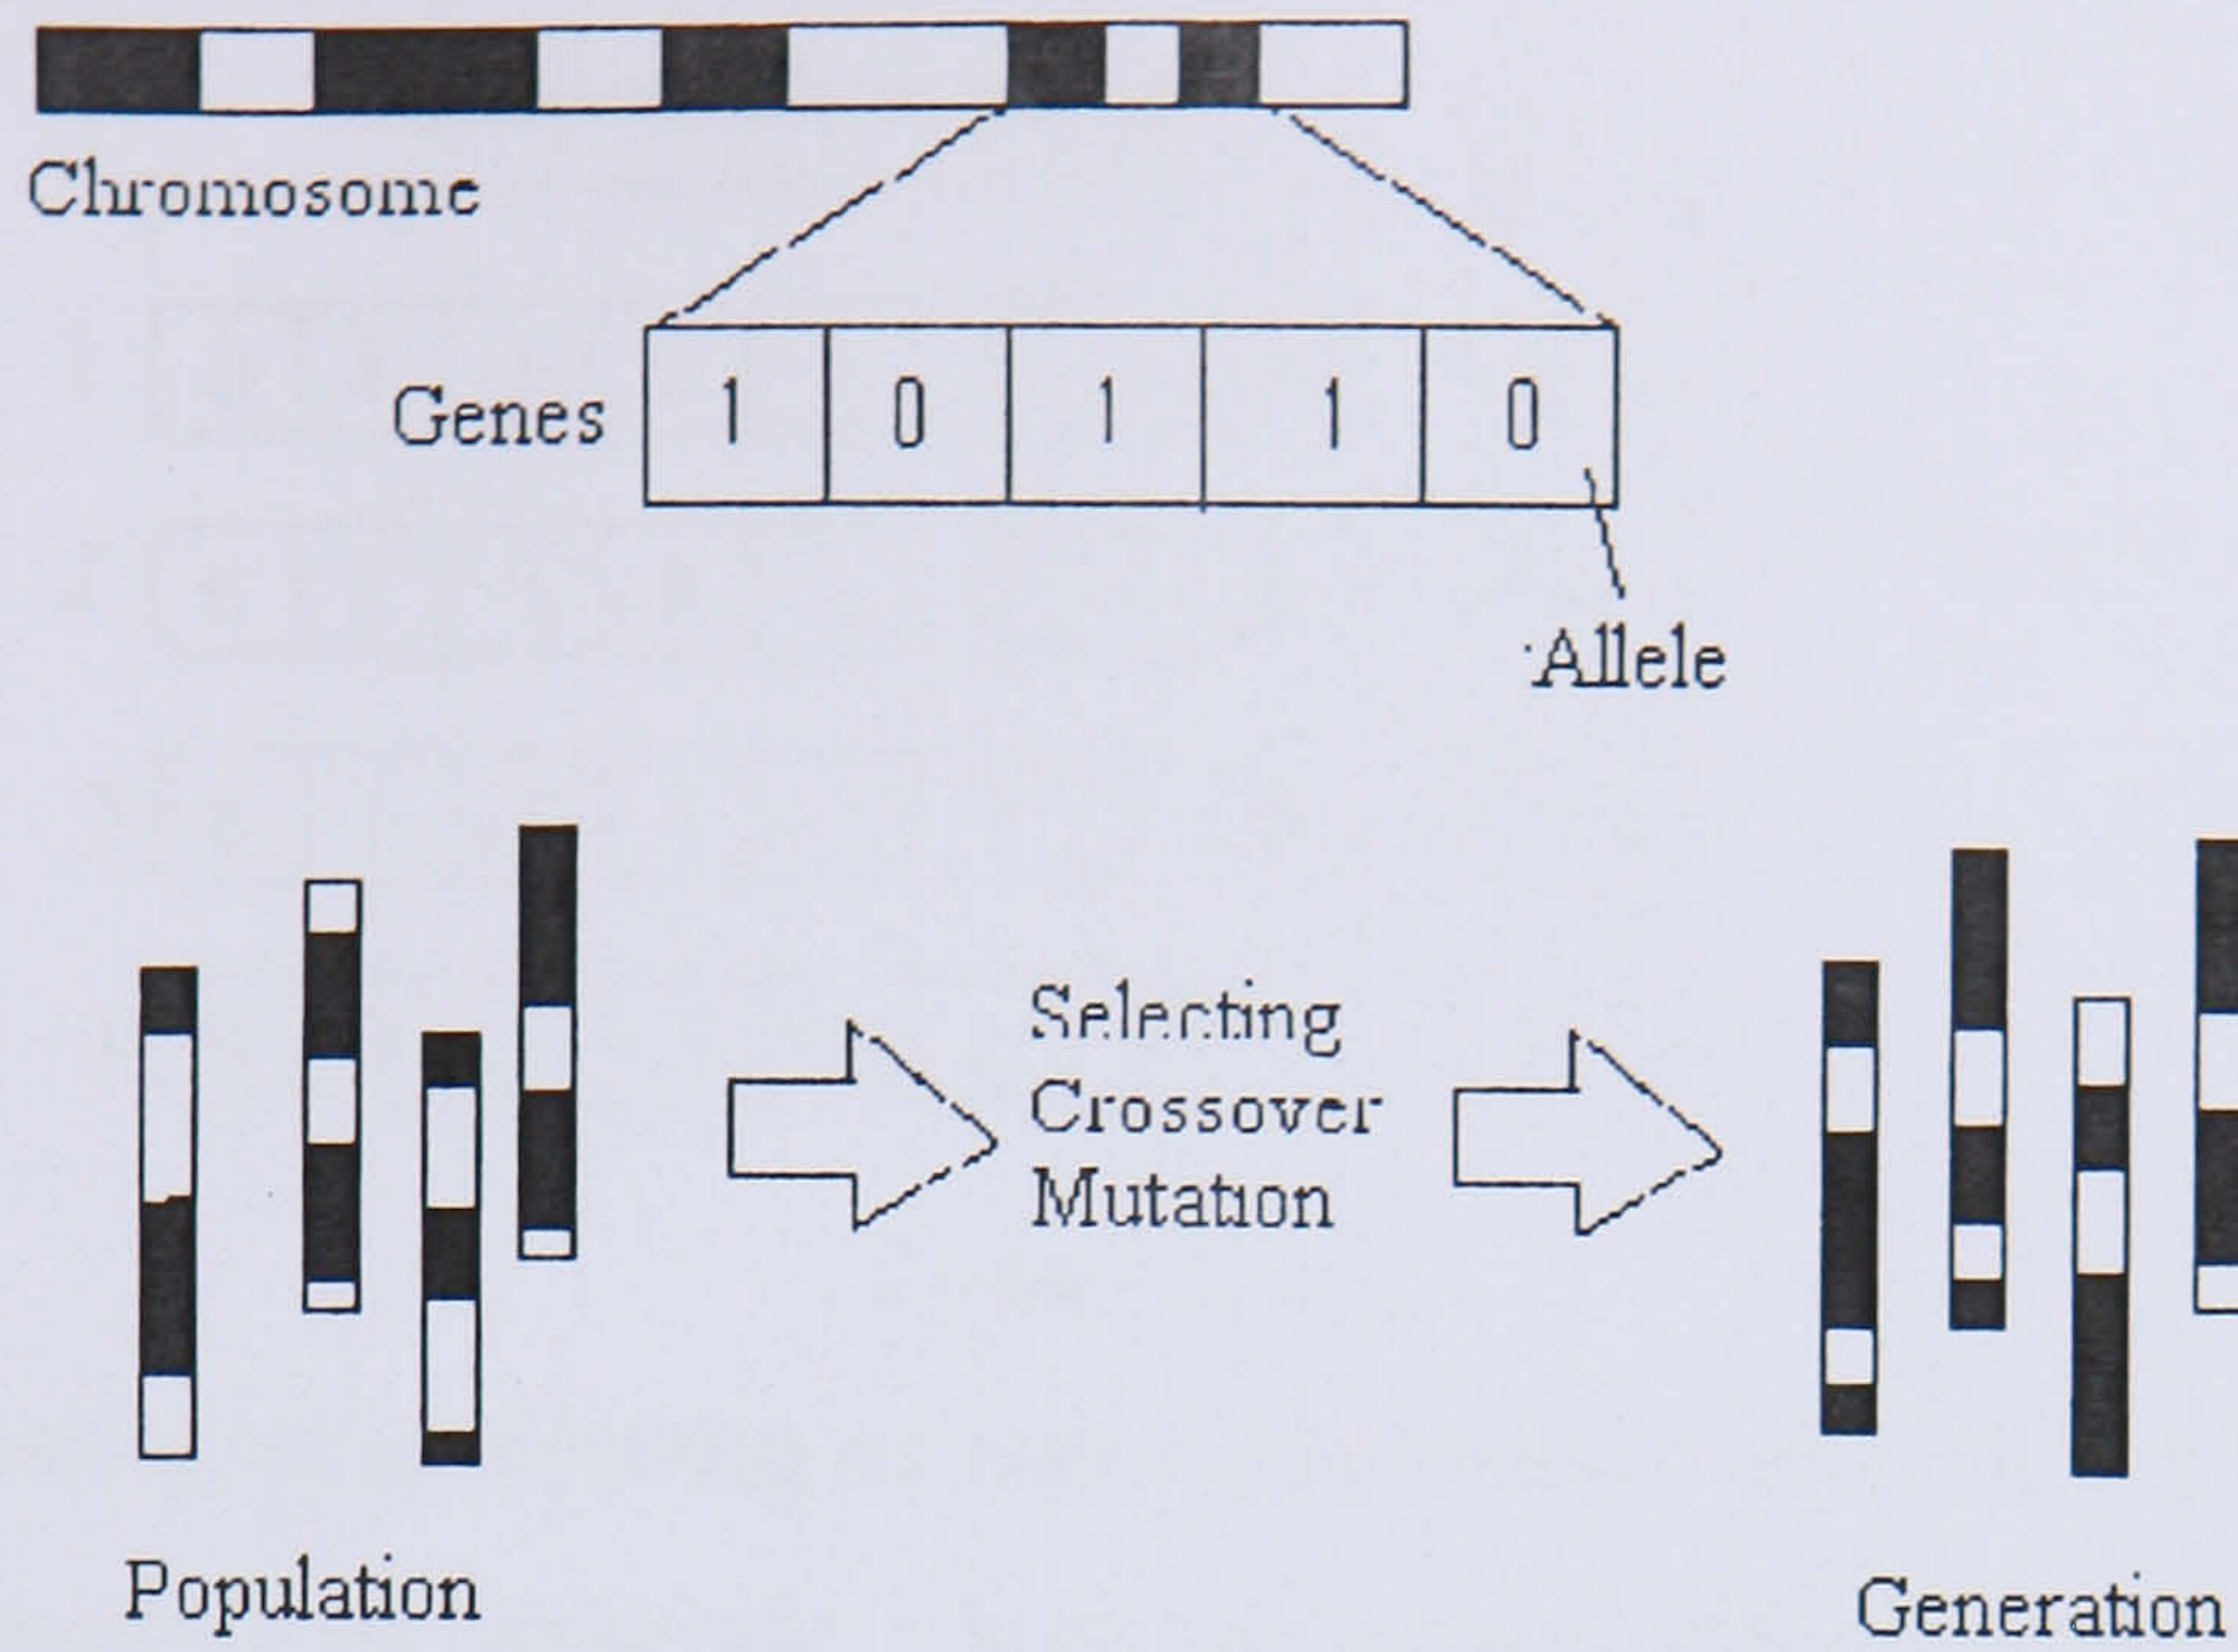 Chromosome
Genes 1 0 1 1 0
Allele
Selecting
Crossover
Mutation
Population
Generation